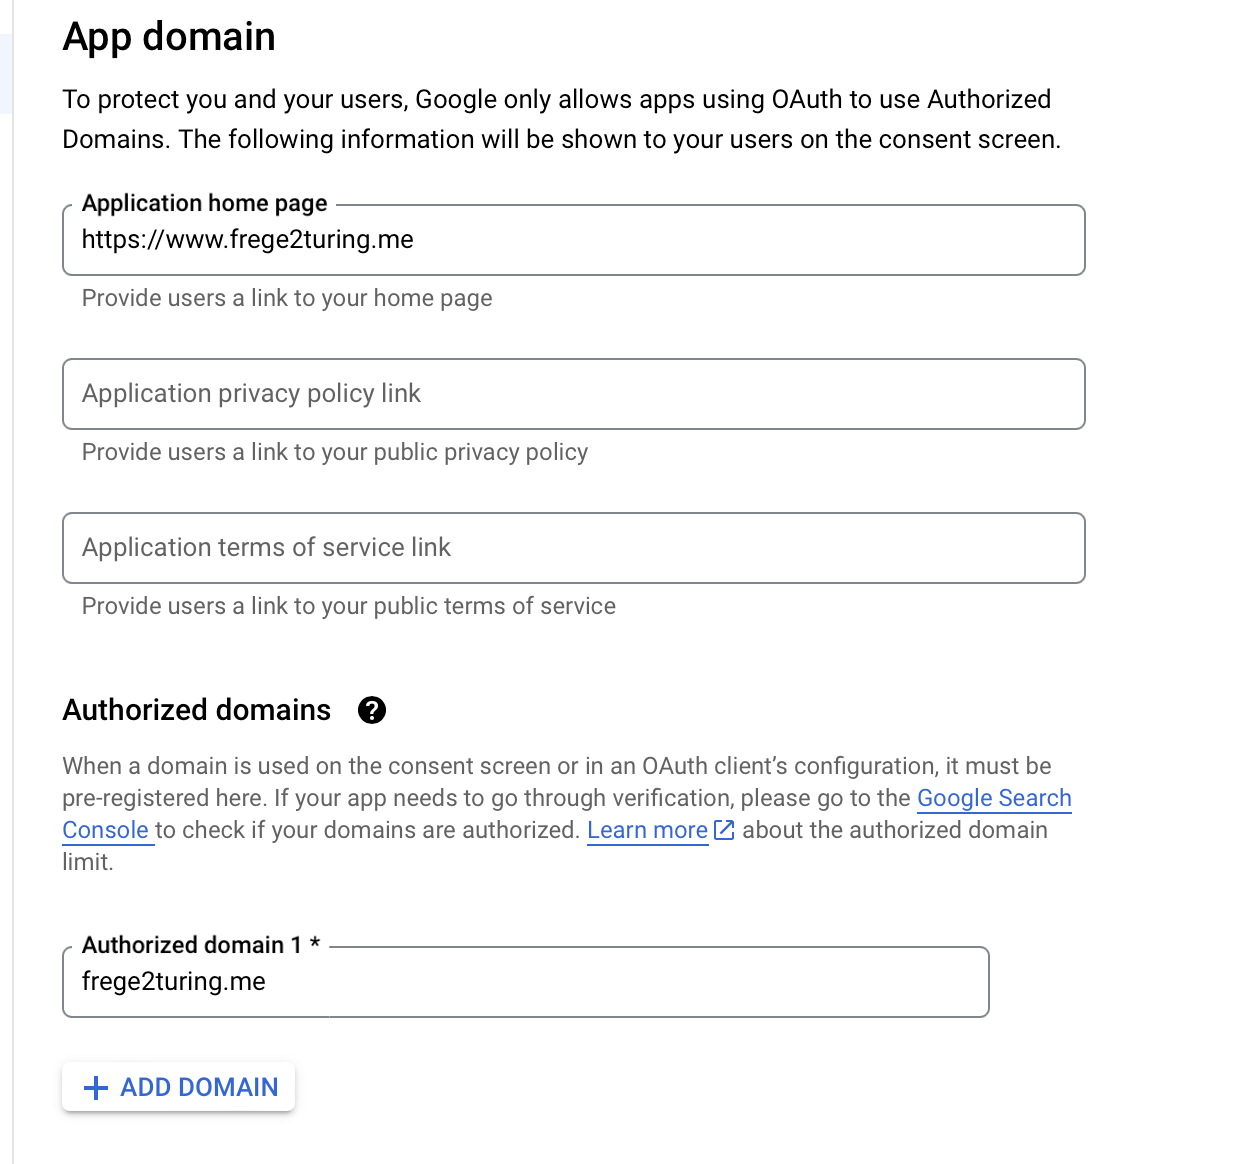 App domain
To protect you and your users, Google only allows apps using OAuth to use Authorized
Domains. The following information will be shown to your users on the consent screen.
Application home page
https://www.frege2turing.me
Provide users a link to your home page
Application privacy policy link
Provide users a link to your public privacy policy
Application terms of service link
Provide users a link to your public terms of service
Authorized domains
When a domain is used on the consent screen or in an OAuth client’s configuration, it must be
pre-registered here. If your app needs to go through verification, please go to the Google Search
Console to check if your domains are authorized. Learn more about the authorized domain
limit.
Authorized domain 1 *
frege2turing.me
ADD DOMAIN